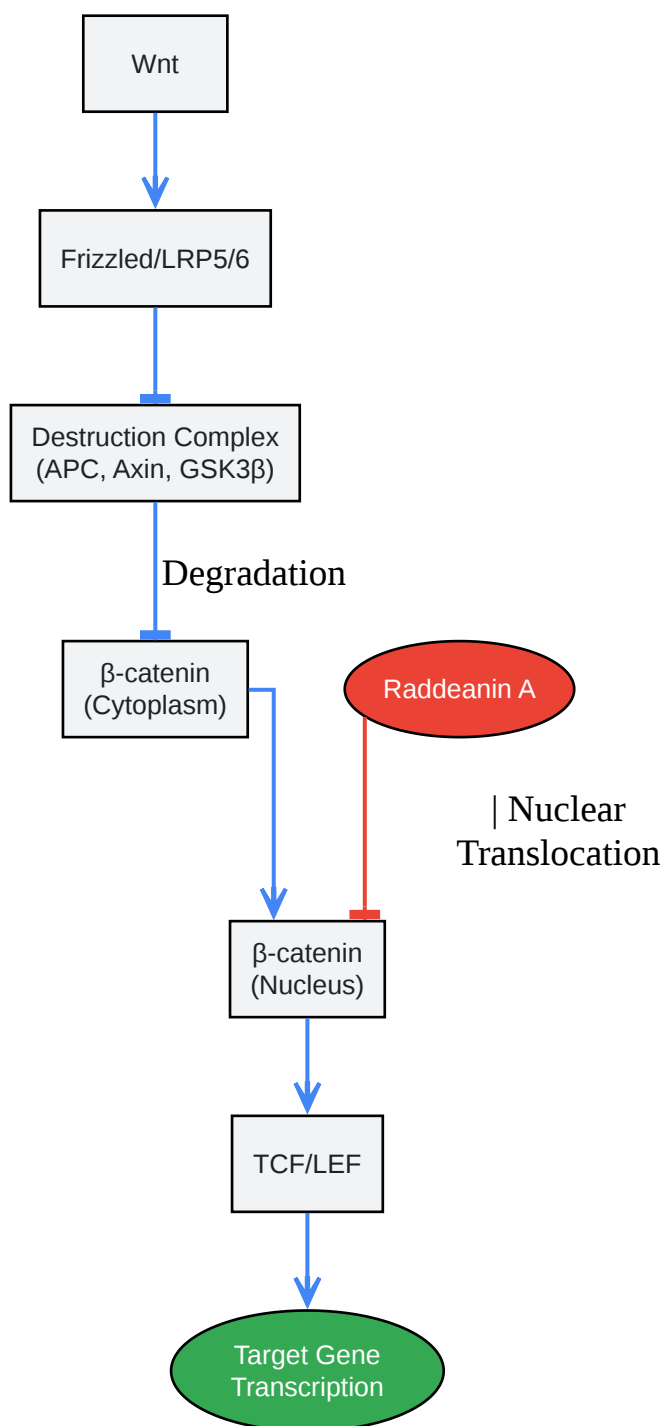 Wnt
Frizzled/LRP5/6
Destruction Complex
(APC, Axin, GSK3β)
Degradation
β-catenin
(Cytoplasm)
Raddeanin A
| Nuclear
Translocation
β-catenin
(Nucleus)
TCF/LEF
Target Gene
Transcription